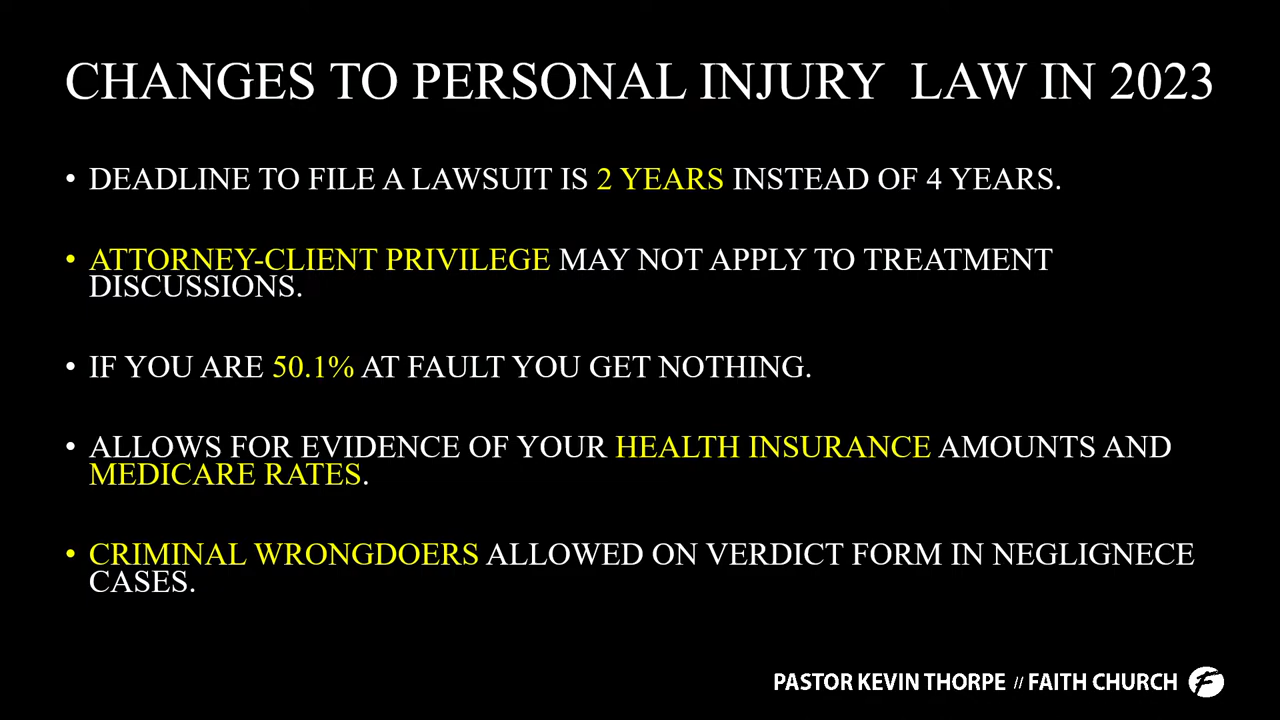 CHANGES TO PERSONAL INJURY LAW IN 2023
• DEADLINE TO FILE A LAWSUIT IS 2 YEARS INSTEAD OF 4 YEARS.
• ATTORNEY-CLIENT PRIVILEGE MAY NOT APPLY TO TREATMENT
DISCUSSIONS.
• IF YOU ARE 50.1% AT FAULT YOU GET NOTHING.
• ALLOWS FOR EVIDENCE OF YOUR HEALTH INSURANCE AMOUNTS AND
MEDICARE RATES.
• CRIMINAL WRONGDOERS ALLOWED ON VERDICT FORM IN NEGLIGNECE
CASES.
PASTOR KEVIN THORPE // FAITH CHURCH F